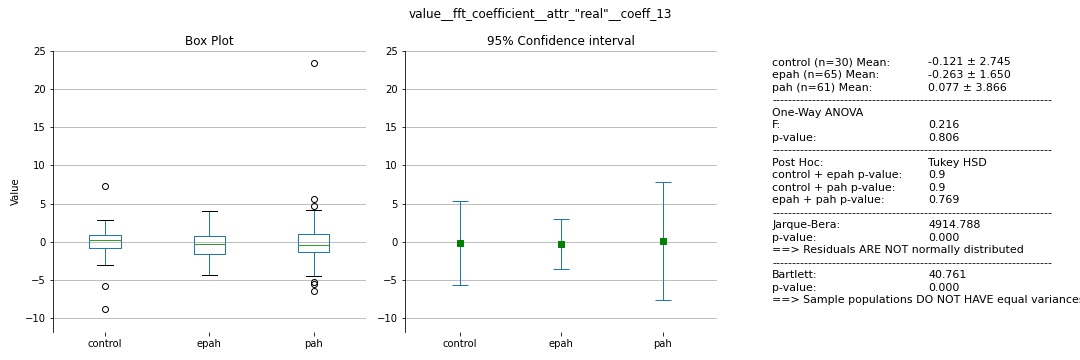 value__fft_coefficient__attr_"real"__coeff_13
Box Plot
Value
25
20
15
10
5
0
−5
−10
control
epah
pah
95% Confidence interval
25
20
15
10
5
0
−5
−10
control
epah
pah
control (n=30) Mean: -0.121 ± 2.745
epah (n=65) Mean: -0.263 ± 1.650
pah (n=61) Mean: 0.077 ± 3.866
One-Way ANOVA
F: 0.216
p-value: 0.806
Post Hoc: Tukey HSD
control + epah p-value: 0.9
control + pah p-value: 0.9
epah + pah p-value: 0.769
Jarque-Bera: 4914.788
p-value: 0.000
==> Residuals ARE NOT normally distributed
Bartlett: 40.761
p-value: 0.000
==> Sample populations DO NOT HAVE equal variances